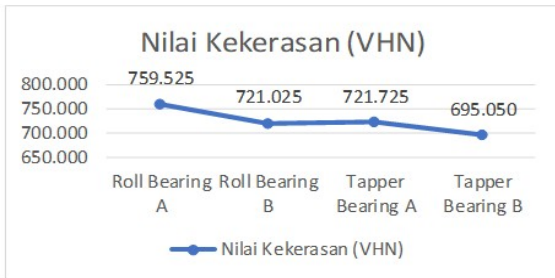 Nilai Kekerasan (VHN)
800.000
750.000
700.000
650.000
759.525
721.025
721.725
695.050
Roll Bearing
A
Roll Bearing
B
Tapper
Bearing A
Tapper
Bearing B
Nilai Kekerasan (VHN)